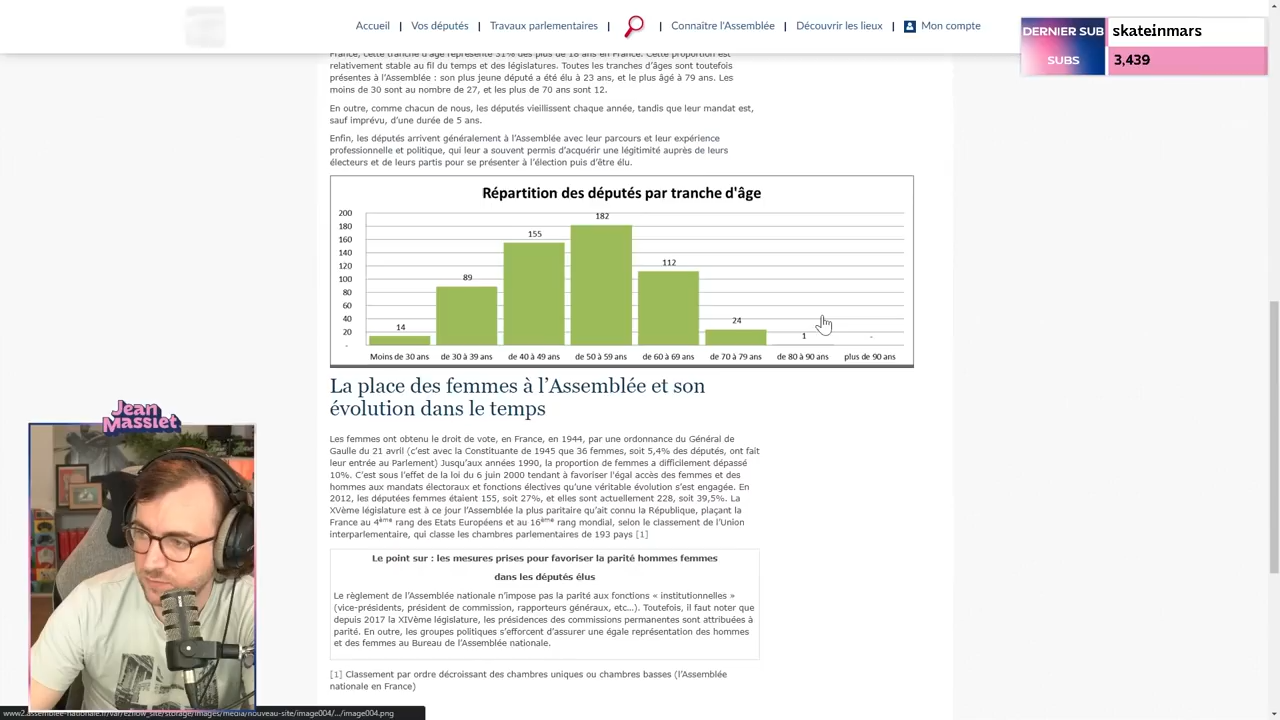 Accueil | Vos députés | Travaux parlementaires | Connaître l'Assemblée | Découvrir les lieux | Mon compte
DERNIER SUB skateinmars
SUBS 3,439
France, cette tranche d'âge représente 31% des plus de 18 ans en France. Cette proportion est
relativement stable au fil du temps et des législatures. Toutes les tranches d'âges sont toutefois
présentes à l'Assemblée : son plus jeune député a été élu à 23 ans, et le plus âgé à 79 ans. Les
moins de 30 sont au nombre de 27, et les plus de 70 ans sont 12.
En outre, comme chacun de nous, les députés vieillissent chaque année, tandis que leur mandat est,
sauf imprévu, d'une durée de 5 ans.
Enfin, les députés arrivent généralement à l'Assemblée avec leur parcours et leur expérience
professionnelle et politique, qui leur a souvent permis d'acquérir une légitimité auprès de leurs
électeurs et de leurs partis pour se présenter à l'élection puis d'être élu.
Répartition des députés par tranche d'âge
200
180
160
140
120
100
80
60
40
20
-
14
89
155
182
112
24
1
-
Moins de 30 ans
de 30 à 39 ans
de 40 à 49 ans
de 50 à 59 ans
de 60 à 69 ans
de 70 à 79 ans
de 80 à 90 ans
plus de 90 ans
La place des femmes à l'Assemblée et son
évolution dans le temps
Les femmes ont obtenu le droit de vote, en France, en 1944, par une ordonnance du Général de
Gaulle du 21 avril (c'est avec la Constituante de 1945 que 36 femmes, soit 5,4% des députés, ont fait
leur entrée au Parlement) Jusqu'aux années 1990, la proportion de femmes a difficilement dépassé
10%. C'est sous l'effet de la loi du 6 juin 2000 tendant à favoriser l'égal accès des femmes et des
hommes aux mandats électoraux et fonctions électives qu'une véritable évolution s'est engagée. En
2012, les députées femmes étaient 155, soit 27%, et elles sont actuellement 228, soit 39,5%. La
XVème législature est à ce jour l'Assemblée la plus paritaire qu'ait connu la République, plaçant la
France au 4ème rang des Etats Européens et au 16ème rang mondial, selon le classement de l'Union
interparlementaire, qui classe les chambres parlementaires de 193 pays [1]
Le point sur : les mesures prises pour favoriser la parité hommes femmes
dans les députés élus
Le règlement de l'Assemblée nationale n'impose pas la parité aux fonctions « institutionnelles »
(vice-présidents, président de commission, rapporteurs généraux, etc...). Toutefois, il faut noter que
depuis 2017 la XIVème législature, les présidences des commissions permanentes sont attribuées à
parité. En outre, les groupes politiques s'efforcent d'assurer une égale représentation des hommes
et des femmes au Bureau de l'Assemblée nationale.
[1] Classement par ordre décroissant des chambres uniques ou chambres basses (l'Assemblée
nationale en France)
Jean
Massiet